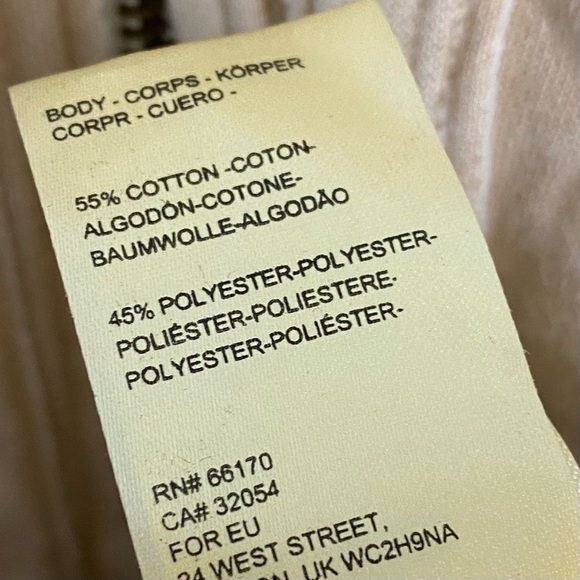 BODY - CORPS - KÖRPER
CORPR - CUERO -
55% COTTON -COTON-
ALGODÓN-COTONE-
BAUMWOLLE-ALGODÃO
45% POLYESTER-POLYESTER-
POLIÉSTER-POLIESTERE-
POLYESTER-POLIÉSTER-
RN# 66170
CA# 32054
FOR EU
24 WEST STREET,
UK WC2H9NA